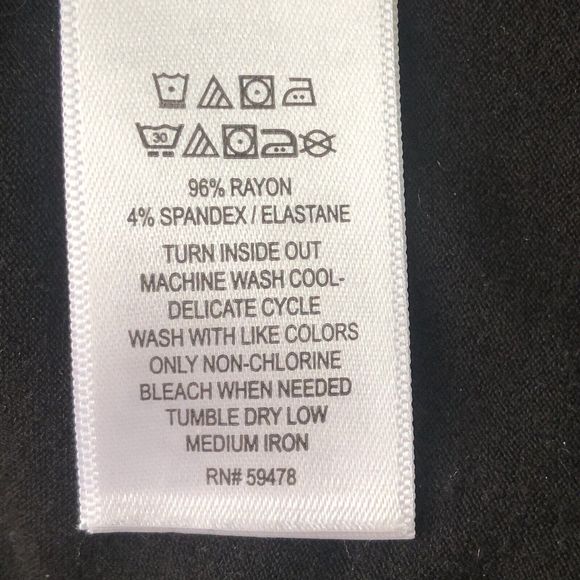 30
96% RAYON
4% SPANDEX / ELASTANE
TURN INSIDE OUT
MACHINE WASH COOL-
DELICATE CYCLE
WASH WITH LIKE COLORS
ONLY NON-CHLORINE
BLEACH WHEN NEEDED
TUMBLE DRY LOW
MEDIUM IRON
RN# 59478